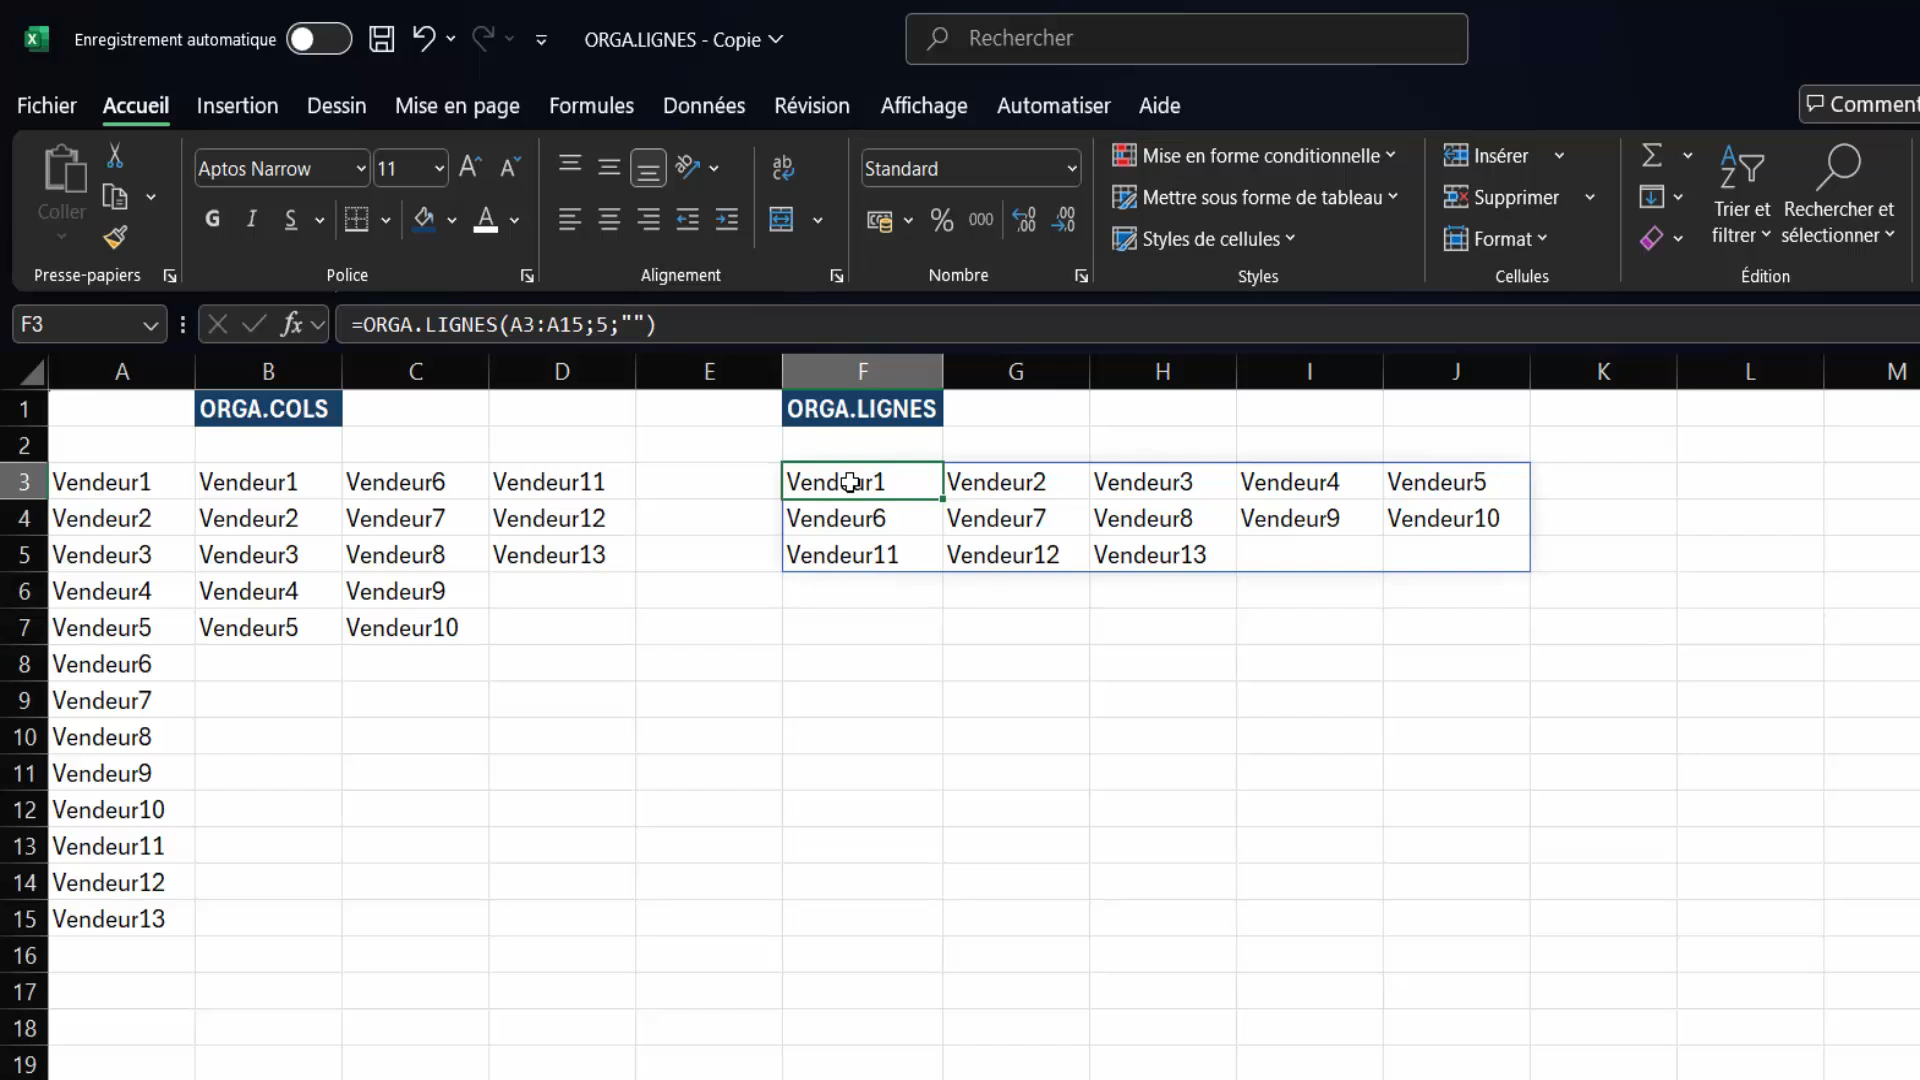 Enregistrement automatique ORGA.LIGNES - Copie Rechercher
Fichier Accueil Insertion Dessin Mise en page Formules Données Révision Affichage Automatiser Aide Comment
Coller
Presse-papiers
Aptos Narrow 11
G I S A
Police
ab
Alignement
Standard
% 000
Nombre
Mise en forme conditionnelle
Mettre sous forme de tableau
Styles de cellules
Styles
Insérer
Supprimer
Format
Cellules
Trier et filtrer
Rechercher et sélectionner
Édition
F3 fx =ORGA.LIGNES(A3:A15;5;"")
A B C D E F G H I J K L M
1 ORGA.COLS ORGA.LIGNES
2
3 Vendeur1 Vendeur1 Vendeur6 Vendeur11 Vendeur1 Vendeur2 Vendeur3 Vendeur4 Vendeur5
4 Vendeur2 Vendeur2 Vendeur7 Vendeur12 Vendeur6 Vendeur7 Vendeur8 Vendeur9 Vendeur10
5 Vendeur3 Vendeur3 Vendeur8 Vendeur13 Vendeur11 Vendeur12 Vendeur13
6 Vendeur4 Vendeur4 Vendeur9
7 Vendeur5 Vendeur5 Vendeur10
8 Vendeur6
9 Vendeur7
10 Vendeur8
11 Vendeur9
12 Vendeur10
13 Vendeur11
14 Vendeur12
15 Vendeur13
16
17
18
19